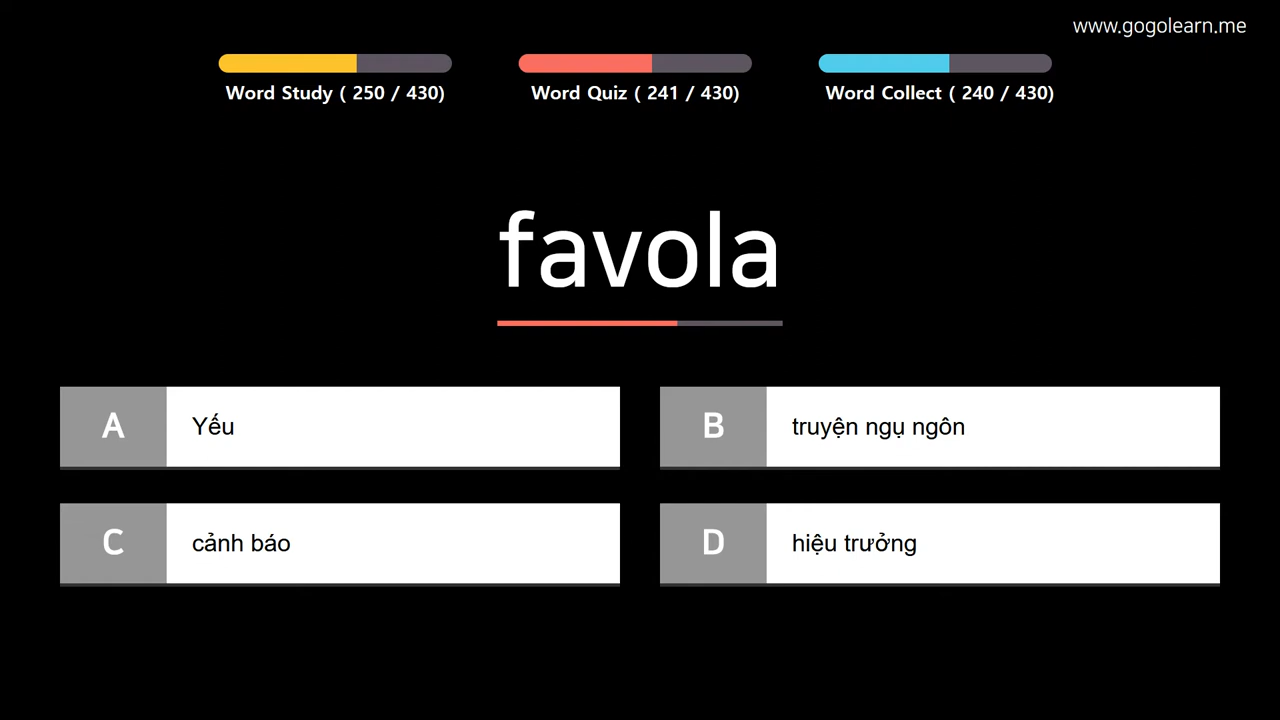 www.gogolearn.me
Word Study ( 250 / 430)
Word Quiz ( 241 / 430)
Word Collect ( 240 / 430)
favola
A
Yếu
B
truyện ngụ ngôn
C
cảnh báo
D
hiệu trưởng